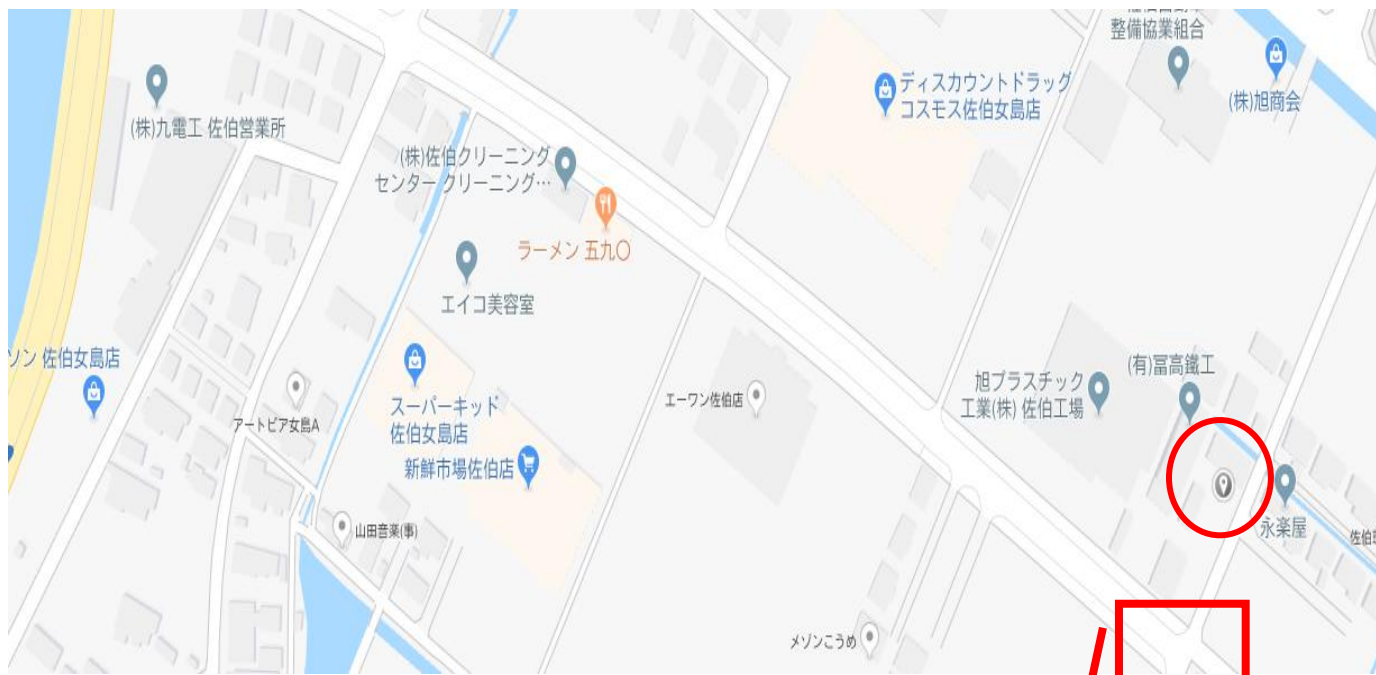 整備協業組合
(株)旭商会
ディスカウントドラッグ
コスモス佐伯女島店
(株)九電工 佐伯営業所
(株)佐伯クリーニング
センター クリーニング…
ラーメン 五九〇
エイコ美容室
ソン 佐伯女島店
アートピア女島A
スーパーキッド
佐伯女島店
新鮮市場佐伯店
エーワン佐伯店
旭プラスチック
工業(株) 佐伯工場
(有)冨高鐵工
永楽屋
山田音楽(事)
メゾンこうめ